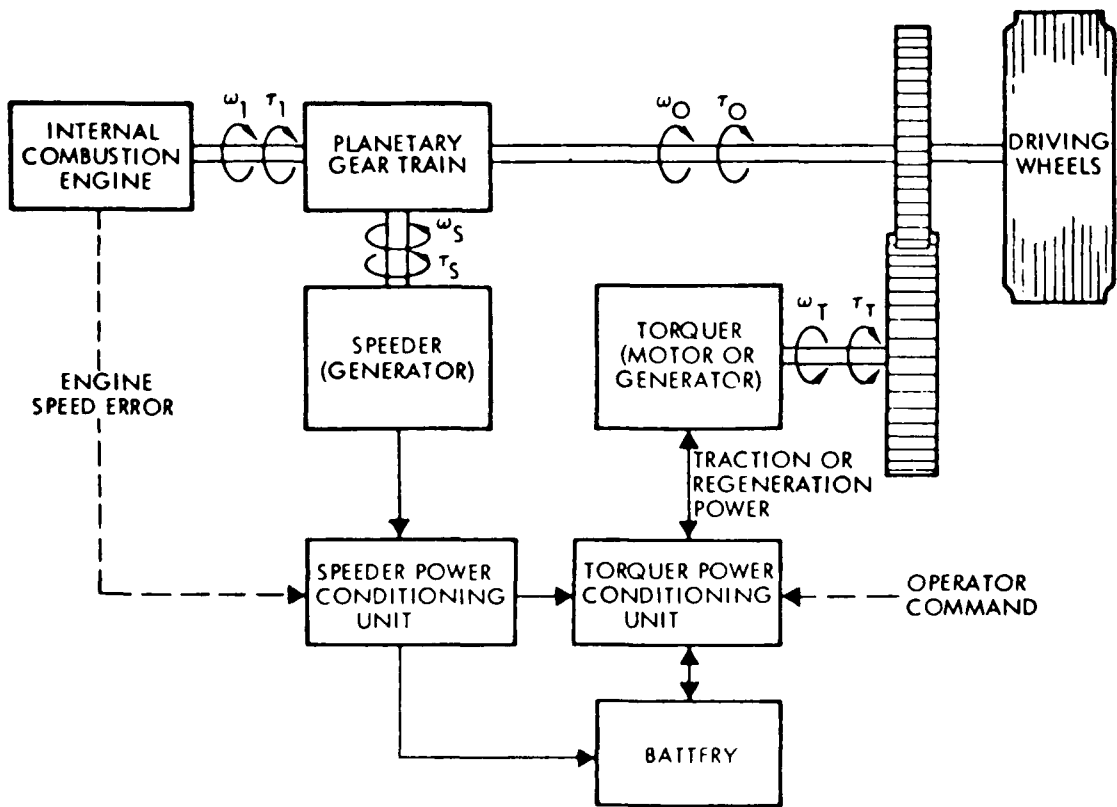 ω1 τ1
ωO τO
INTERNAL
COMBUSTION
ENGINE
PLANETARY
GEAR TRAIN
DRIVING
WHEELS
ωS
τS
ωT τT
SPEEDER
(GENERATOR)
TORQUER
(MOTOR OR
GENERATOR)
ENGINE
SPEED ERROR
TRACTION OR
REGENERATION
POWER
SPEEDER POWER
CONDITIONING
UNIT
TORQUER POWER
CONDITIONING
UNIT
OPERATOR
COMMAND
BATTERY